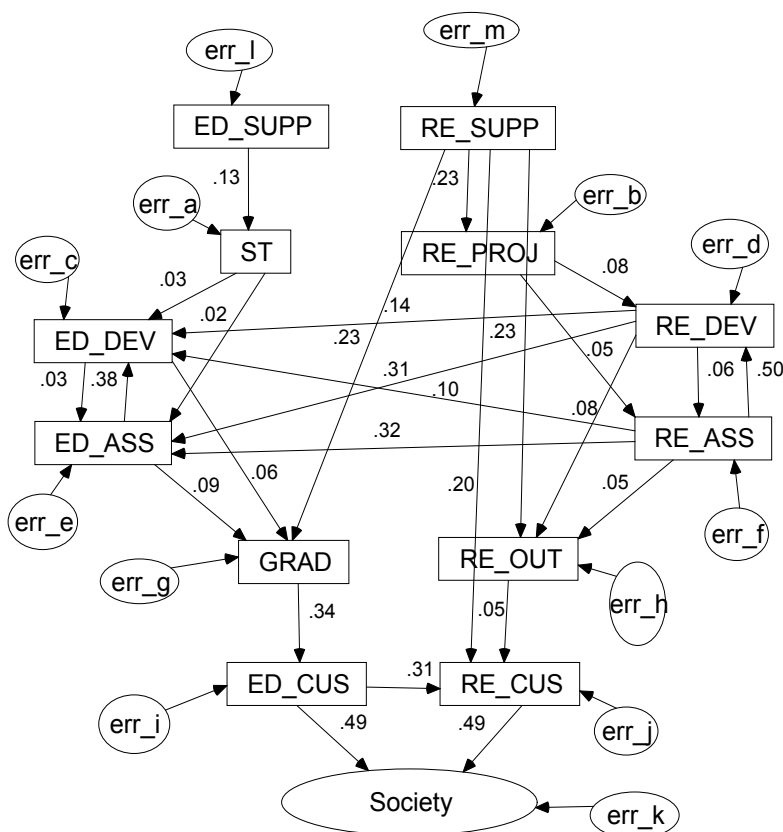 err_l
err_m
ED_SUPP
RE_SUPP
.13
.23
err_a
err_b
ST
RE_PROJ
err_c
err_d
.03
.08
ED_DEV
.02
.23
.14
.23
.05
RE_DEV
.03
.38
.31
.10
.08
.06
.50
ED_ASS
.32
RE_ASS
err_e
.09
.06
.20
.05
err_f
GRAD
RE_OUT
err_g
err_h
.34
.05
ED_CUS
.31
RE_CUS
err_i
err_j
.49
.49
Society
err_k